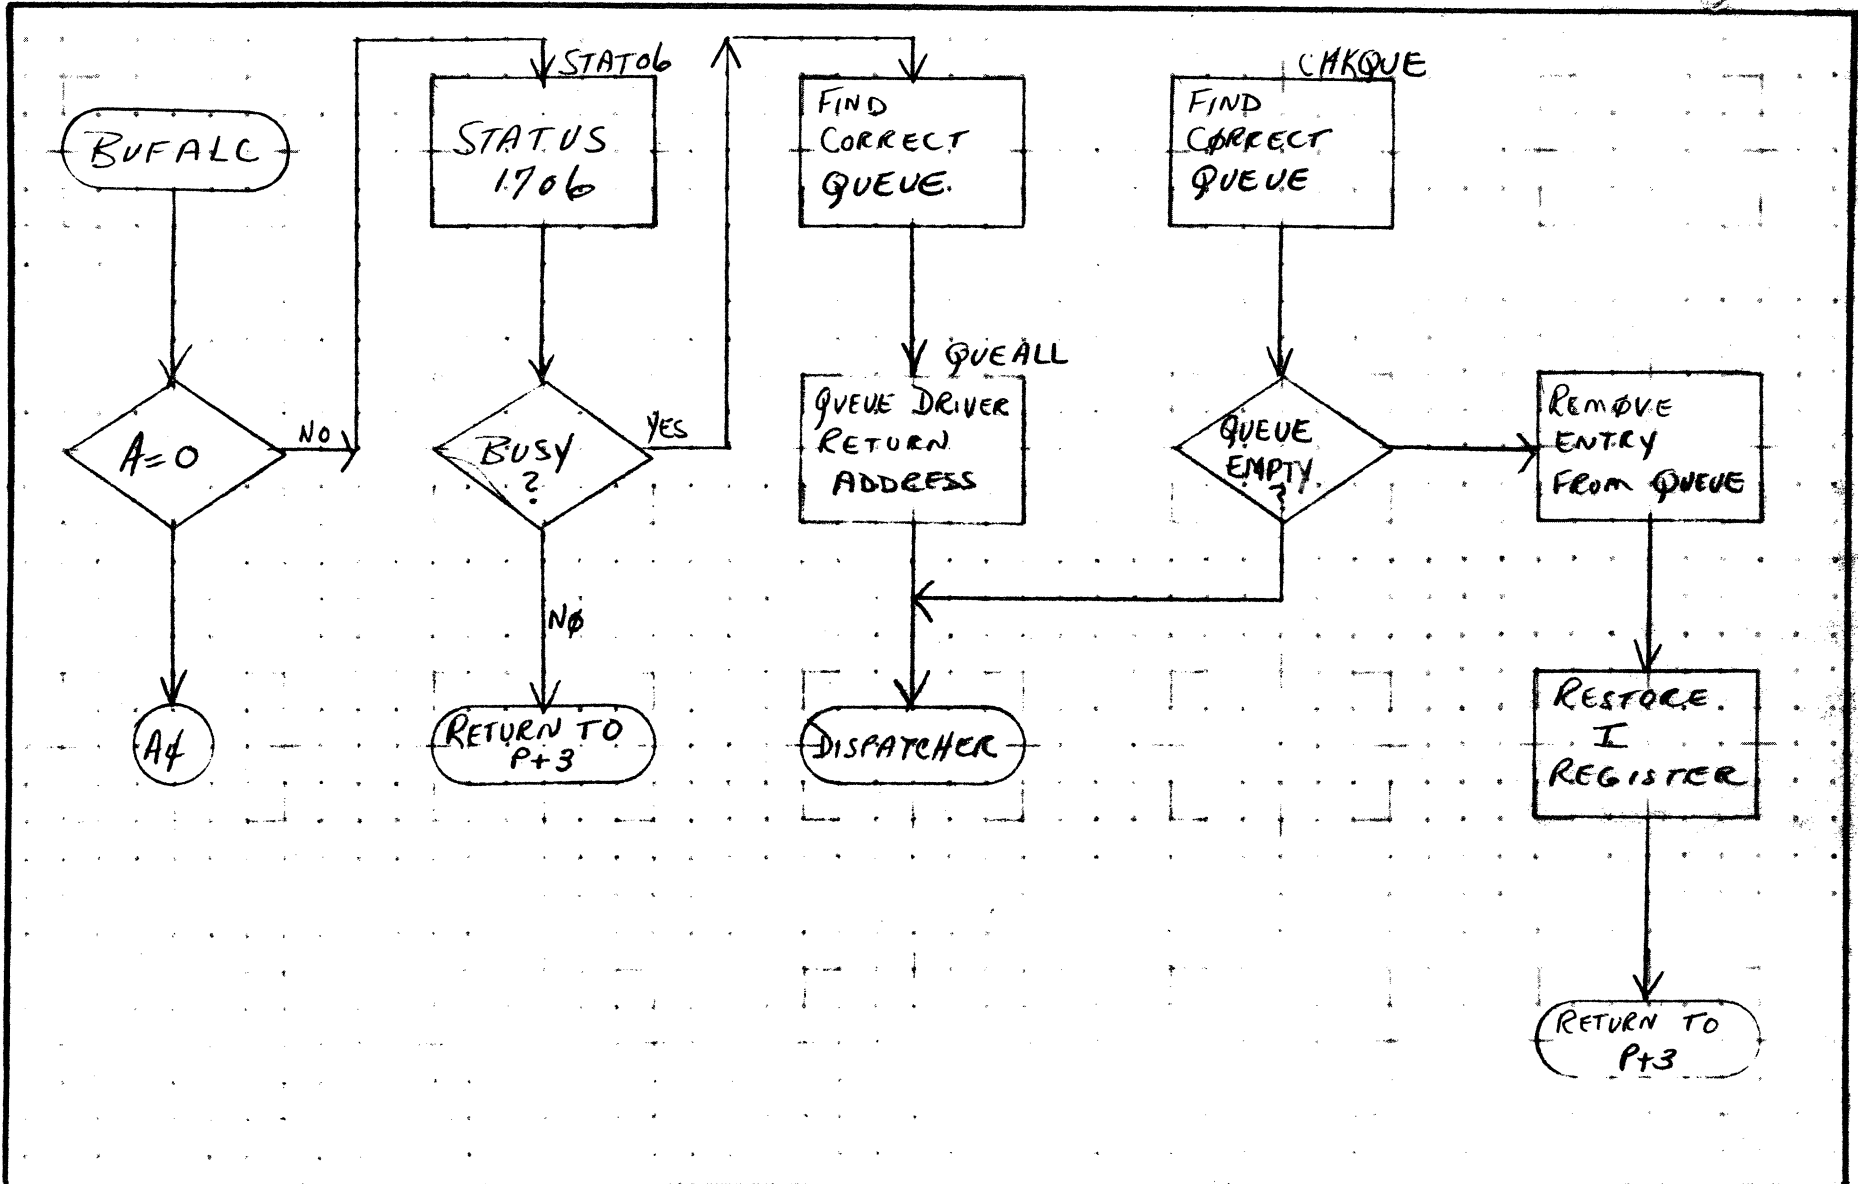 BUFALC
A=0
NO
A¢
STAT06
STATUS
1706
BUSY
?
YES
NØ
RETURN TO
P+3
FIND
CORRECT
QUEUE.
QUEALL
QUEUE DRIVER
RETURN
ADDRESS
DISPATCHER
CHKQUE
FIND
CØRRECT
QUEUE
QUEUE
EMPTY.
?
REMØVE
ENTRY
FROM QUEUE
RESTORE.
I
REGISTER
RETURN TO
P+3